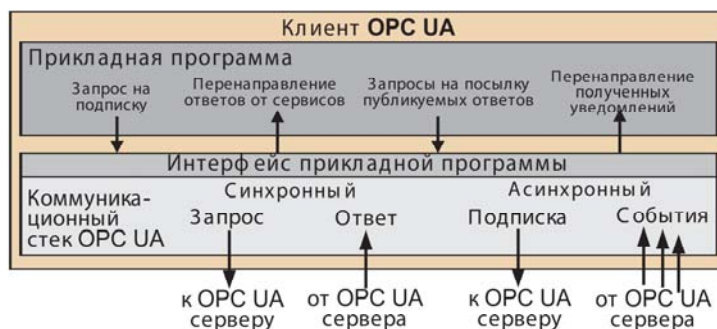 Клиент OPC UA
Прикладная программа
Запрос на
подписку
Перенаправление
ответов от сервисов
Запросы на посылку
публикуемых ответов
Перенаправление
полученных
уведомлений
Интерфейс прикладной программы
Коммуника-
ционный
стек OPC UA
Синхронный
Запрос
Ответ
Асинхронный
Подписка
События
к OPC UA
серверу
от OPC UA
сервера
к OPC UA
серверу
от OPC UA
сервера